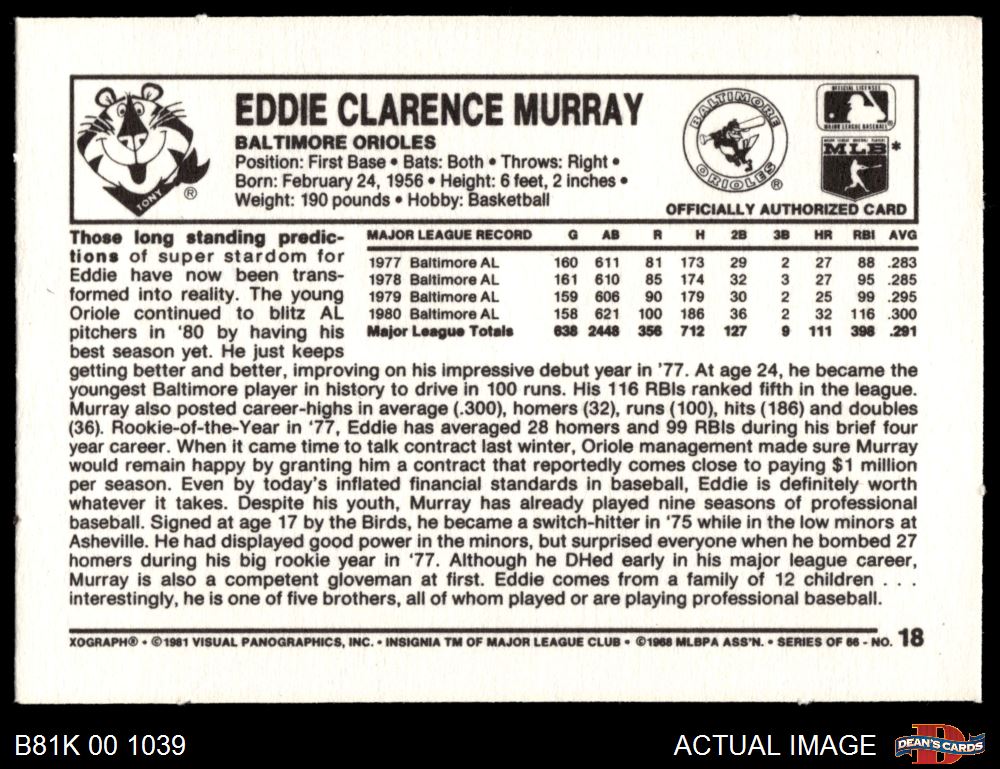 EDDIE CLARENCE MURRAY
BALTIMORE ORIOLES
Position: First Base • Bats: Both • Throws: Right •
Born: February 24, 1956 • Height: 6 feet, 2 inches •
Weight: 190 pounds • Hobby: Basketball
TONY ®
BALTIMORE
ORIOLES ®
OFFICIAL LICENSEE
MAJOR LEAGUE BASEBALL
MAJOR LEAGUE BASEBALL PLAYERS
MLB *
OFFICIALLY AUTHORIZED CARD
MAJOR LEAGUE RECORD G AB R H 2B 3B HR RBI AVG
1977 Baltimore AL 160 611 81 173 29 2 27 88 .283
1978 Baltimore AL 161 610 85 174 32 3 27 95 .285
1979 Baltimore AL 159 606 90 179 30 2 25 99 .295
1980 Baltimore AL 158 621 100 186 36 2 32 116 .300
Major League Totals 638 2448 356 712 127 9 111 398 .291
Those long standing predic-
tions of super stardom for
Eddie have now been trans-
formed into reality. The young
Oriole continued to blitz AL
pitchers in '80 by having his
best season yet. He just keeps
getting better and better, improving on his impressive debut year in '77. At age 24, he became the
youngest Baltimore player in history to drive in 100 runs. His 116 RBIs ranked fifth in the league.
Murray also posted career-highs in average (.300), homers (32), runs (100), hits (186) and doubles
(36). Rookie-of-the-Year in '77, Eddie has averaged 28 homers and 99 RBIs during his brief four
year career. When it came time to talk contract last winter, Oriole management made sure Murray
would remain happy by granting him a contract that reportedly comes close to paying $1 million
per season. Even by today's inflated financial standards in baseball, Eddie is definitely worth
whatever it takes. Despite his youth, Murray has already played nine seasons of professional
baseball. Signed at age 17 by the Birds, he became a switch-hitter in '75 while in the low minors at
Asheville. He had displayed good power in the minors, but surprised everyone when he bombed 27
homers during his big rookie year in '77. Although he DHed early in his major league career,
Murray is also a competent gloveman at first. Eddie comes from a family of 12 children . . .
interestingly, he is one of five brothers, all of whom played or are playing professional baseball.
XOGRAPH® • ©1981 VISUAL PANOGRAPHICS, INC. • INSIGNIA TM OF MAJOR LEAGUE CLUB • ©1968 MLBPA ASS'N. • SERIES OF 66 - NO. 18
B81K 00 1039
ACTUAL IMAGE
DEAN'S CARDS